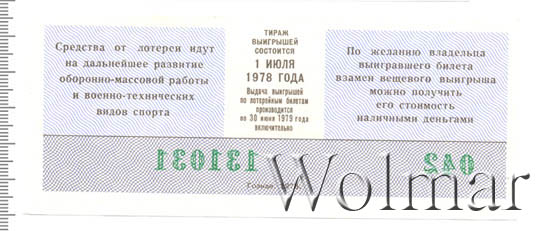 Средства от лотереи идут
на дальнейшее развитие
оборонно-массовой работы
и военно-технических
видов спорта
ТИРАЖ
ВЫИГРЫШЕЙ
СОСТОИТСЯ
1 ИЮЛЯ
1978 ГОДА
Выдача выигрышей
по лотерейным билетам
производится
по 30 июня 1979 года
включительно
По желанию владельца
выигравшего билета
взамен вещевого выигрыша
можно получить
его стоимость
наличными деньгами
131031
042
Гознак. 1978.
Wolmar